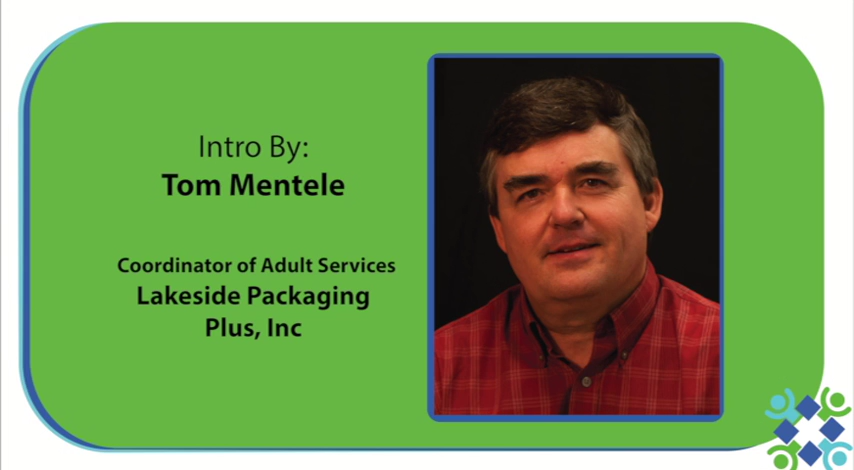 Intro By:
Tom Mentele
Coordinator of Adult Services
Lakeside Packaging
Plus, Inc